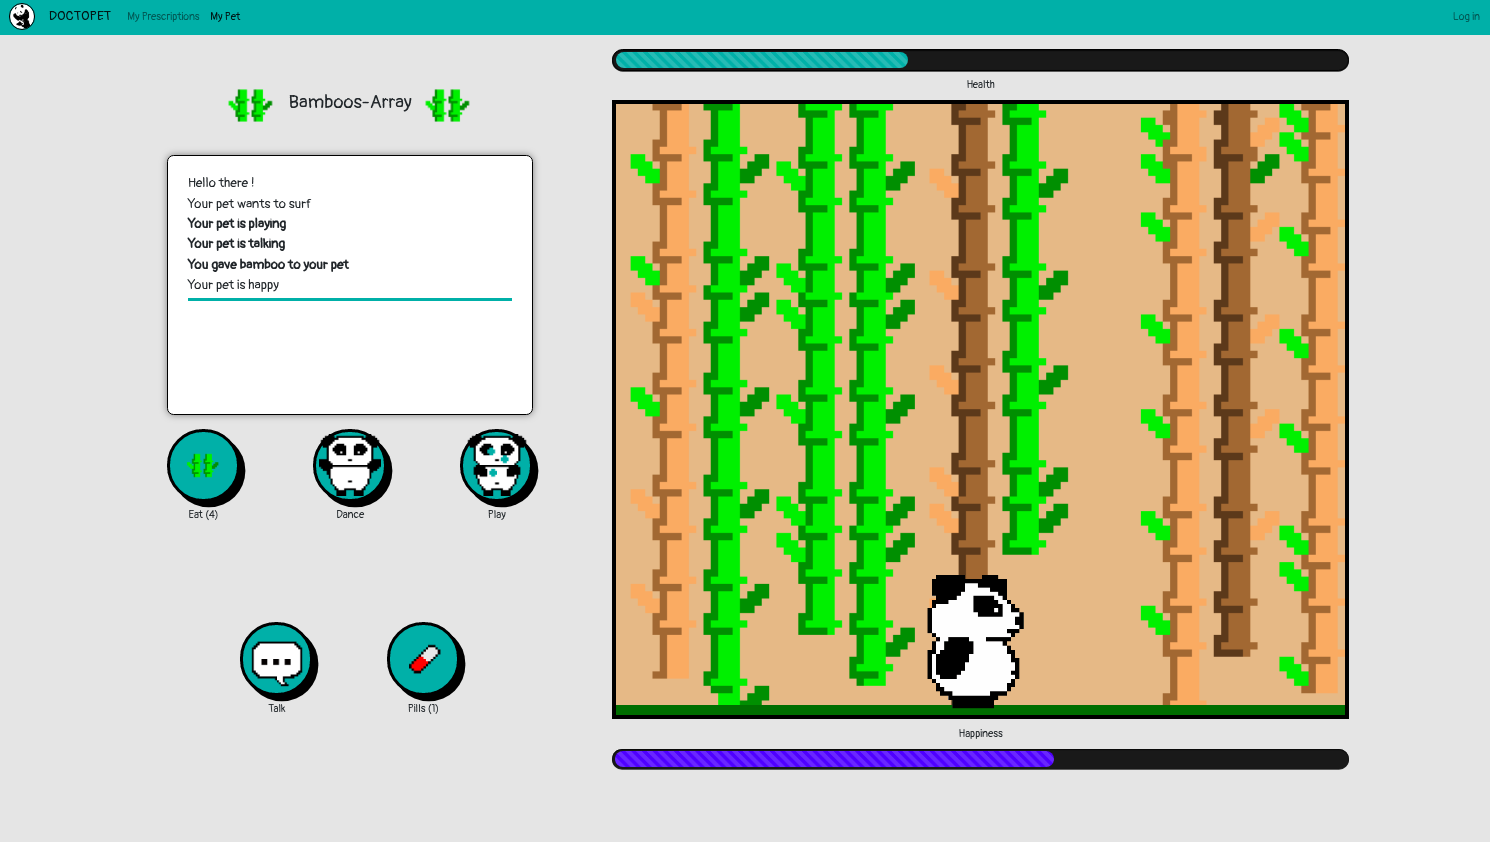 DOCTOPET My Prescriptions My Pet Log in
Bamboos-Array
Hello there !
Your pet wants to surf
Your pet is playing
Your pet is talking
You gave bamboo to your pet
Your pet is happy
Eat (4) Dance Play
Talk Pills (1)
Health
Happiness